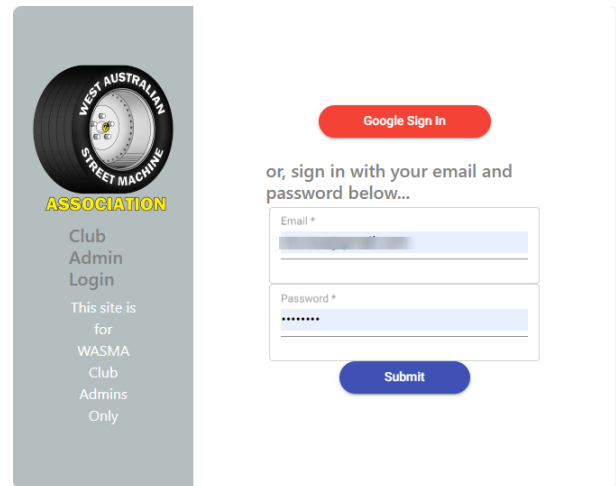 WEST AUSTRALIAN
STREET MACHINE
ASSOCIATION
Club
Admin
Login
This site is
for
WASMA
Club
Admins
Only
Google Sign In
or, sign in with your email and
password below...
Email *
Password *
••••••••
Submit